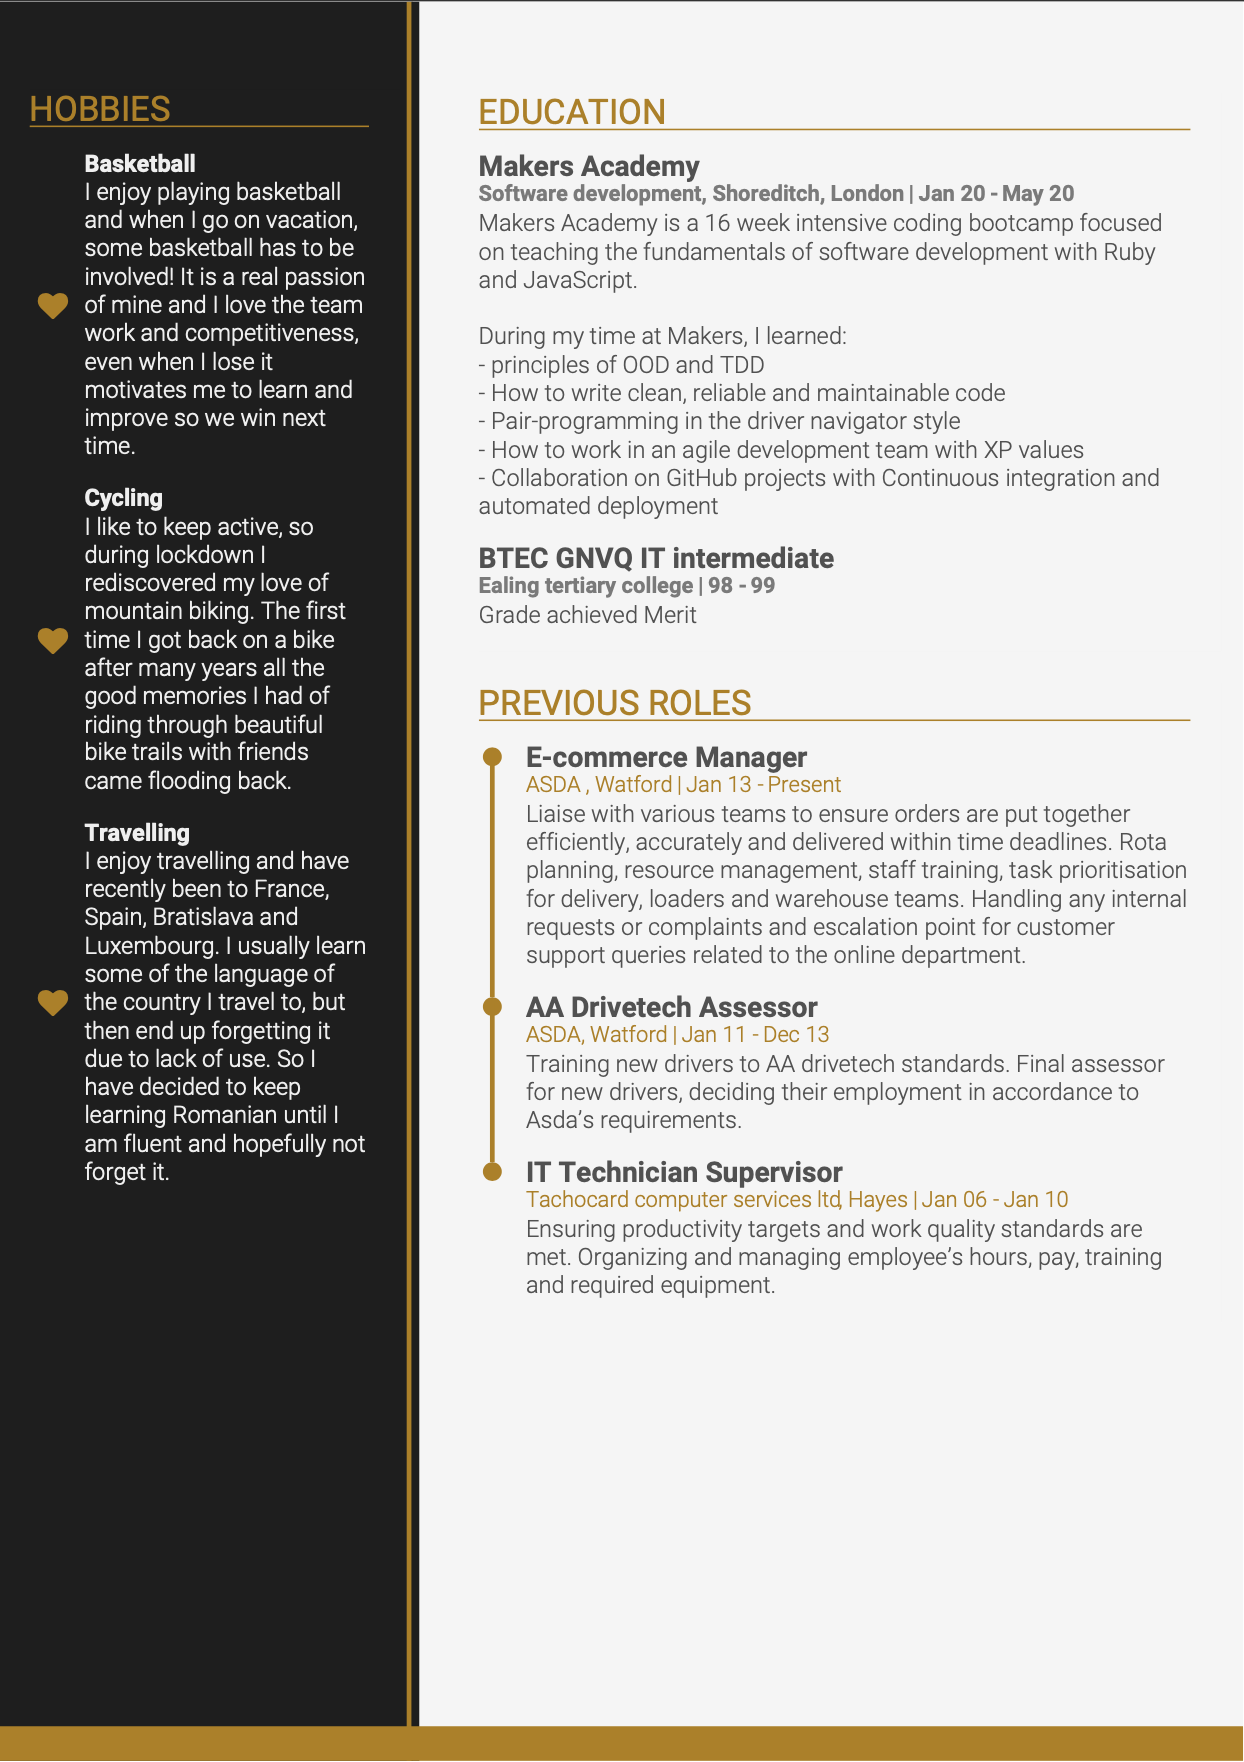 HOBBIES
Basketball
I enjoy playing basketball
and when I go on vacation,
some basketball has to be
involved! It is a real passion
of mine and I love the team
work and competitiveness,
even when I lose it
motivates me to learn and
improve so we win next
time.
Cycling
I like to keep active, so
during lockdown I
rediscovered my love of
mountain biking. The first
time I got back on a bike
after many years all the
good memories I had of
riding through beautiful
bike trails with friends
came flooding back.
Travelling
I enjoy travelling and have
recently been to France,
Spain, Bratislava and
Luxembourg. I usually learn
some of the language of
the country I travel to, but
then end up forgetting it
due to lack of use. So I
have decided to keep
learning Romanian until I
am fluent and hopefully not
forget it.
EDUCATION
Makers Academy
Software development, Shoreditch, London | Jan 20 - May 20
Makers Academy is a 16 week intensive coding bootcamp focused
on teaching the fundamentals of software development with Ruby
and JavaScript.
During my time at Makers, I learned:
- principles of OOD and TDD
- How to write clean, reliable and maintainable code
- Pair-programming in the driver navigator style
- How to work in an agile development team with XP values
- Collaboration on GitHub projects with Continuous integration and
automated deployment
BTEC GNVQ IT intermediate
Ealing tertiary college | 98 - 99
Grade achieved Merit
PREVIOUS ROLES
E-commerce Manager
ASDA , Watford | Jan 13 - Present
Liaise with various teams to ensure orders are put together
efficiently, accurately and delivered within time deadlines. Rota
planning, resource management, staff training, task prioritisation
for delivery, loaders and warehouse teams. Handling any internal
requests or complaints and escalation point for customer
support queries related to the online department.
AA Drivetech Assessor
ASDA, Watford | Jan 11 - Dec 13
Training new drivers to AA drivetech standards. Final assessor
for new drivers, deciding their employment in accordance to
Asda’s requirements.
IT Technician Supervisor
Tachocard computer services ltd, Hayes | Jan 06 - Jan 10
Ensuring productivity targets and work quality standards are
met. Organizing and managing employee’s hours, pay, training
and required equipment.